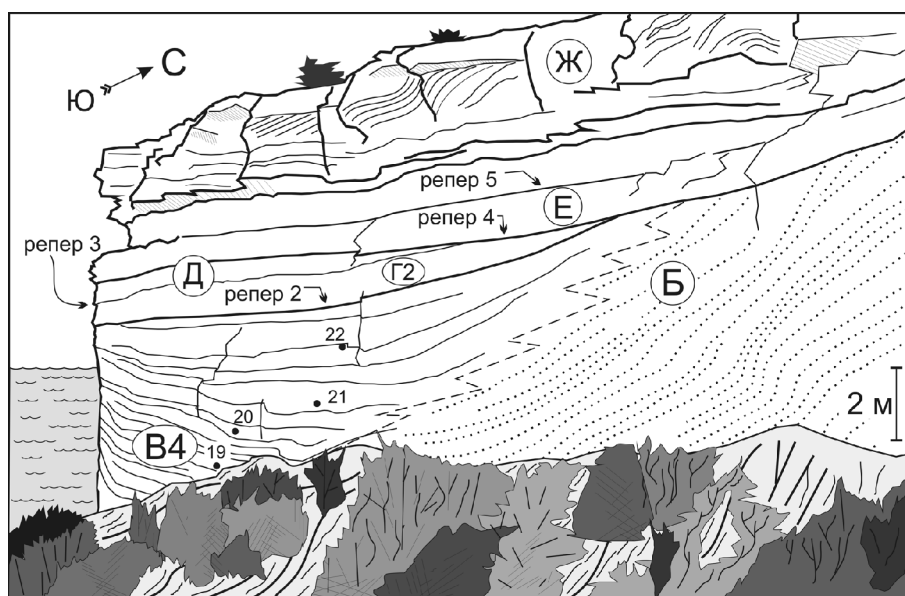 Ю С
Ж
репер 5
Е
репер 4
репер 3
Д
Г2
репер 2
Б
22
21
2 м
20
В4
19